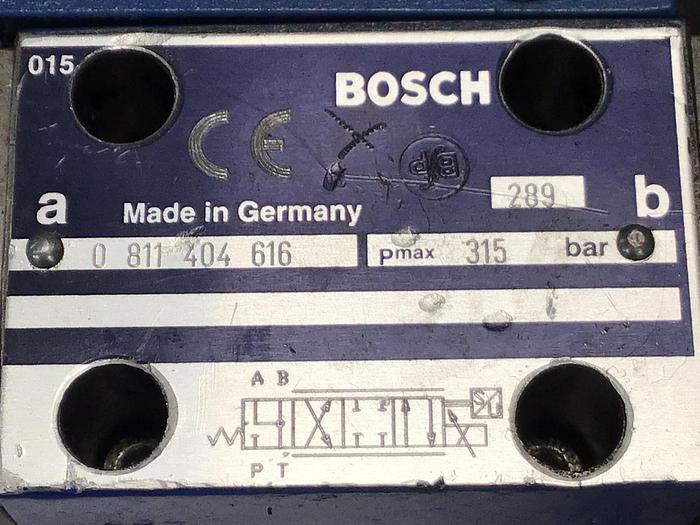 015
BOSCH
CE
289
a
b
Made in Germany
0 811 404 616
pmax 315 bar
A B
S/U
P T